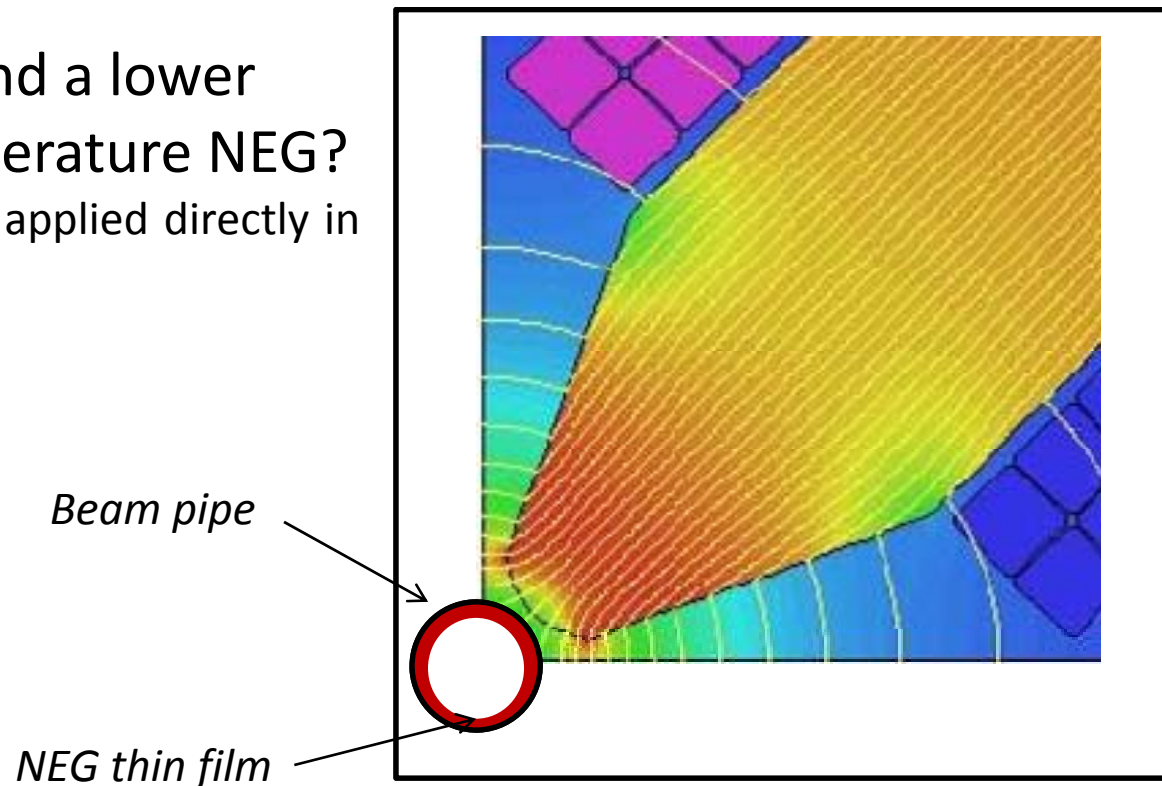 nd a lower
erature NEG?
applied directly in
Beam pipe
NEG thin film